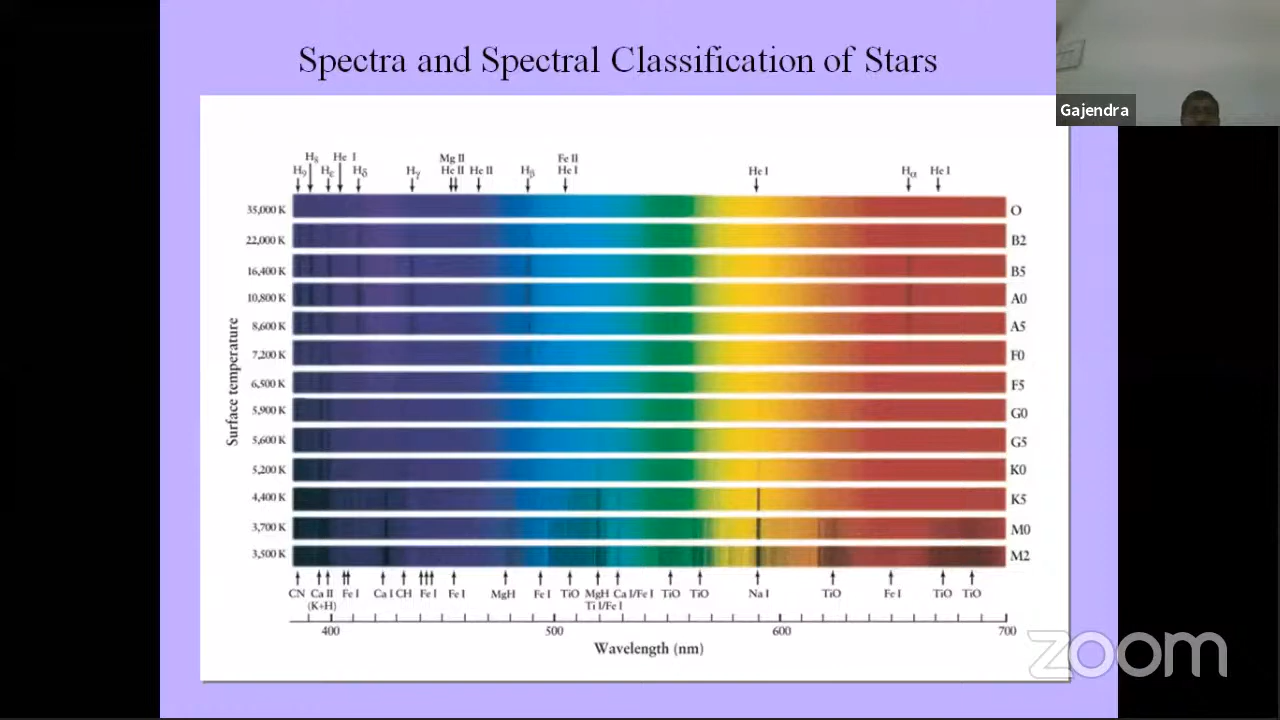 Spectra and Spectral Classification of Stars
Gajendra
H8 He I Mg II Fe II
Hθ Hε Hδ Hγ He II He II Hβ He I He I Hα He I
35,000 K O
22,000 K B2
16,400 K B5
10,800 K A0
8,600 K A5
7,200 K F0
6,500 K F5
5,900 K G0
5,600 K G5
5,200 K K0
4,400 K K5
3,700 K M0
3,500 K M2
Surface temperature
CN Ca II Fe I Ca I CH Fe I Fe I MgH Fe I TiO MgH Ca I/Fe I TiO TiO Na I TiO Fe I TiO TiO
(K+H) Ti I/Fe I
400 500 600 700
Wavelength (nm)
zoom